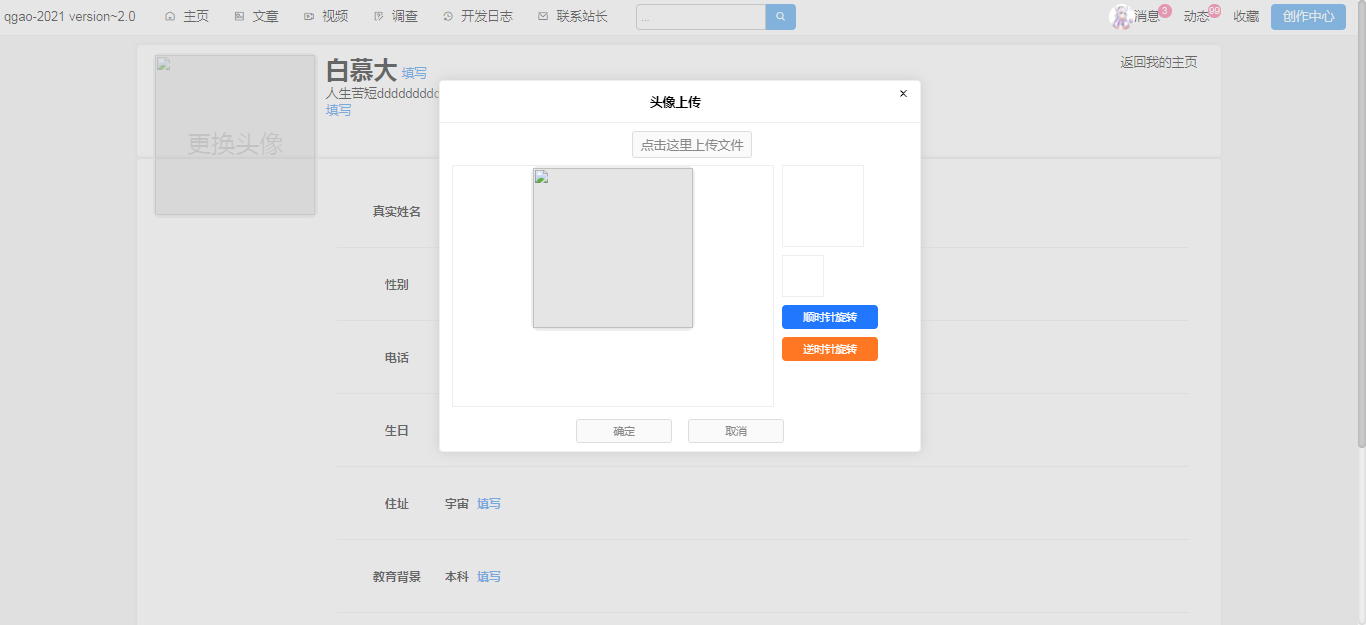 qgao-2021 version~2.0 主页 文章 视频 调查 开发日志 联系站长 ... 消息 3 动态 99 收藏 创作中心
白慕大 填写 返回我的主页
人生苦短ddddddddd
填写
更换头像
头像上传 ×
点击这里上传文件
顺时针旋转
逆时针旋转
确定 取消
真实姓名
性别
电话
生日
住址 宇宙 填写
教育背景 本科 填写